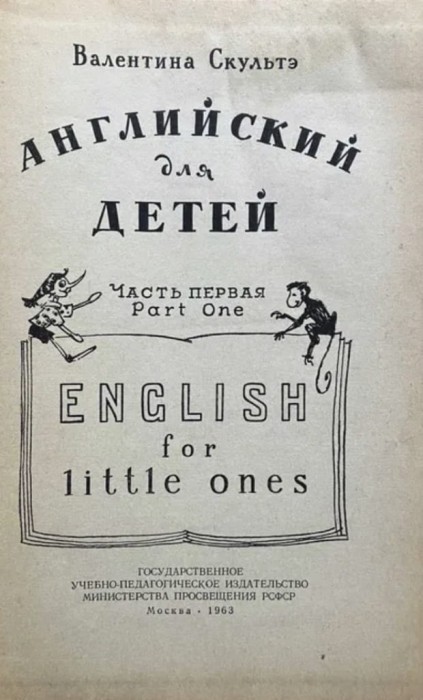 Валентина Скультэ
АНГЛИЙСКИЙ
для
ДЕТЕЙ
ЧАСТЬ ПЕРВАЯ
Part One
ENGLISH
for
little ones
ГОСУДАРСТВЕННОЕ
УЧЕБНО-ПЕДАГОГИЧЕСКОЕ ИЗДАТЕЛЬСТВО
МИНИСТЕРСТВА ПРОСВЕЩЕНИЯ РСФСР
Москва • 1963